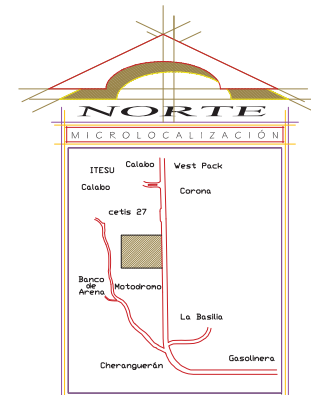 NORTE
MICROLOCALIZACIÓN
Calabo
West Pack
ITESU
Calabo
Corona
cetis 27
Banco
de
Arena
Motodromo
La Basilia
Gasolinera
Cheranguerán